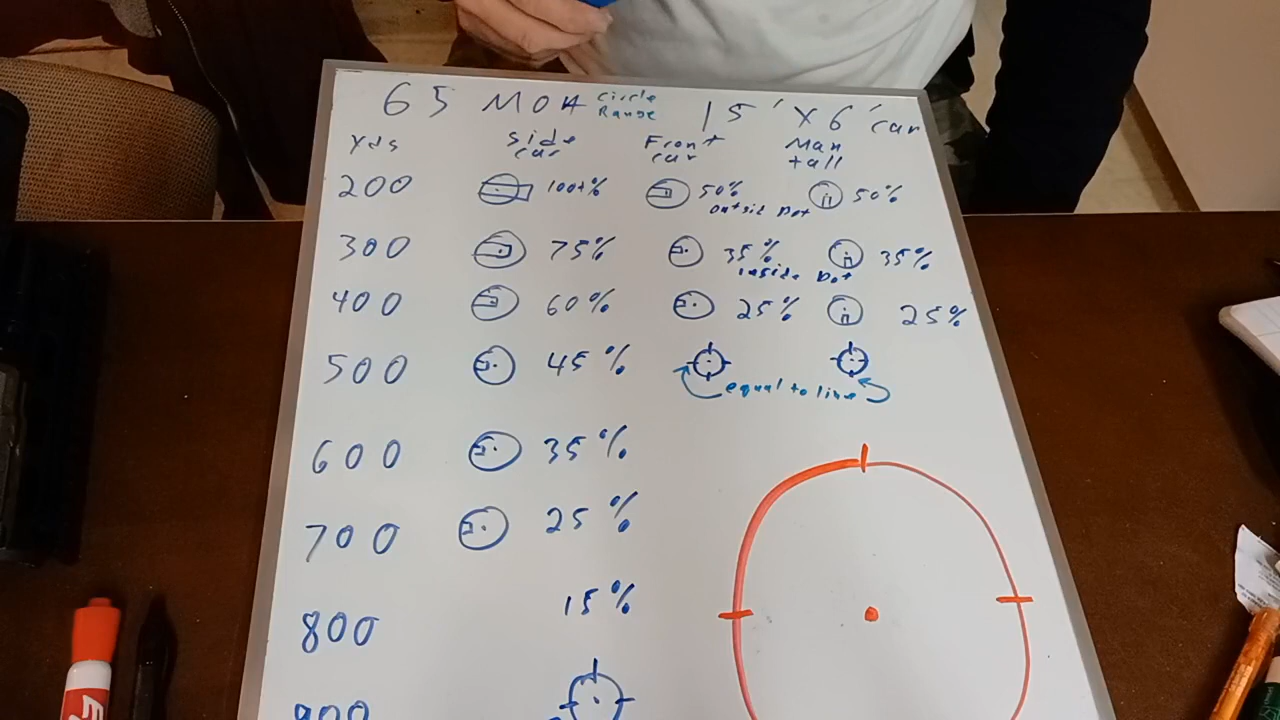 65 MOA Circle Range 15' X 6' car
yds Side car Front car Man tall
200 100+% 50% outsid Dot 50%
300 75% 35% inside Dot 35%
400 60% 25% 25%
500 45%
equal to line
600 35%
700 25%
800 15%
900